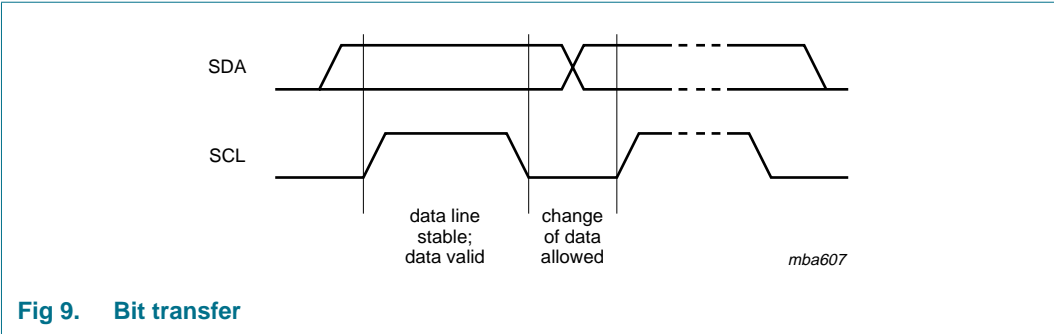 SDA
SCL
data line
stable;
data valid
change
of data
allowed
mba607
Fig 9. Bit transfer